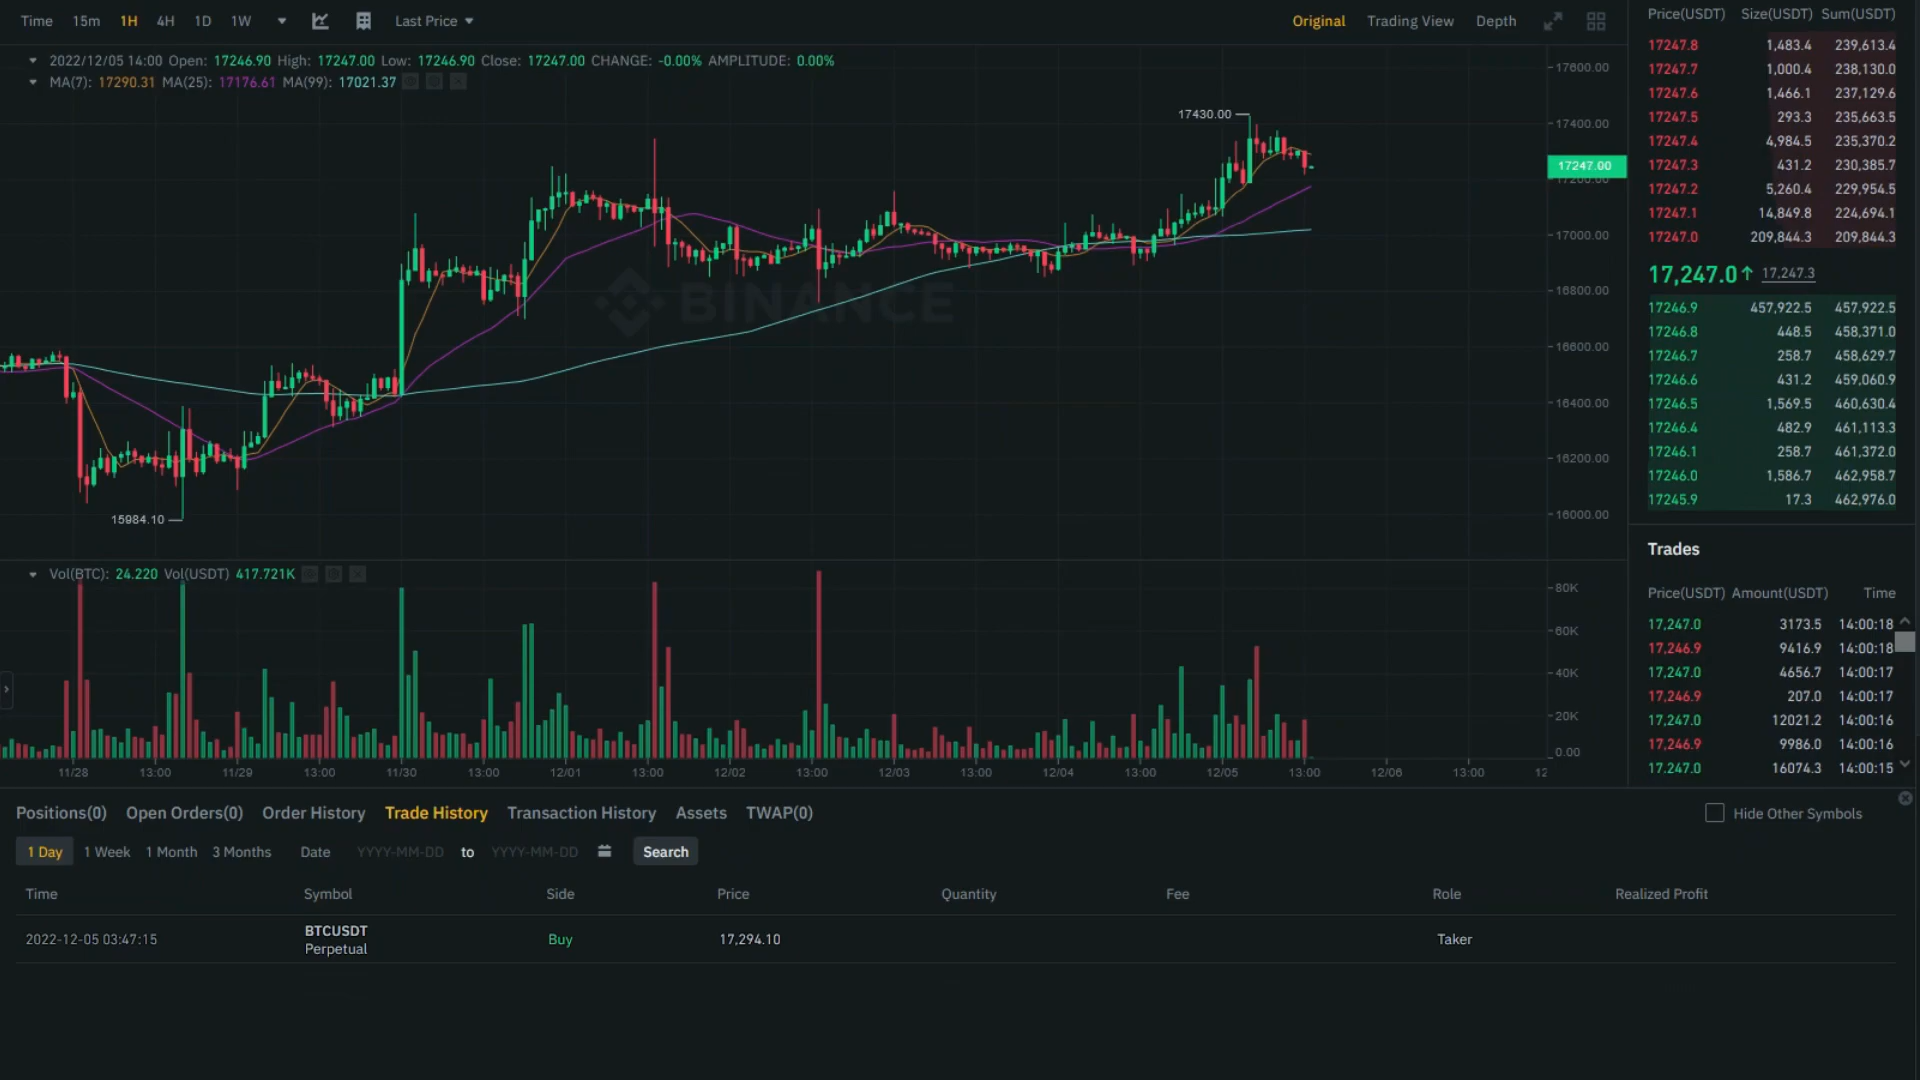 Time 15m 1H 4H 1D 1W Last Price Original Trading View Depth
2022/12/05 14:00 Open: 17246.90 High: 17247.00 Low: 17246.90 Close: 17247.00 CHANGE: -0.00% AMPLITUDE: 0.00%
MA(7): 17290.31 MA(25): 17176.61 MA(99): 17021.37
17600.00
17430.00
17400.00
17247.00
17200.00
17000.00
BINANCE
16800.00
16600.00
16400.00
16200.00
15984.10
16000.00
Vol(BTC): 24.220 Vol(USDT) 417.721K
80K
60K
40K
20K
0.00
11/28 13:00 11/29 13:00 11/30 13:00 12/01 13:00 12/02 13:00 12/03 13:00 12/04 13:00 12/05 13:00 12/06 13:00 12
Price(USDT) Size(USDT) Sum(USDT)
17247.8 1,483.4 239,613.4
17247.7 1,000.4 238,130.0
17247.6 1,466.1 237,129.6
17247.5 293.3 235,663.5
17247.4 4,984.5 235,370.2
17247.3 431.2 230,385.7
17247.2 5,260.4 229,954.5
17247.1 14,849.8 224,694.1
17247.0 209,844.3 209,844.3
17,247.0↑ 17,247.3
17246.9 457,922.5 457,922.5
17246.8 448.5 458,371.0
17246.7 258.7 458,629.7
17246.6 431.2 459,060.9
17246.5 1,569.5 460,630.4
17246.4 482.9 461,113.3
17246.1 258.7 461,372.0
17246.0 1,586.7 462,958.7
17245.9 17.3 462,976.0
Trades
Price(USDT) Amount(USDT) Time
17,247.0 3173.5 14:00:18
17,246.9 9416.9 14:00:18
17,247.0 4656.7 14:00:17
17,246.9 207.0 14:00:17
17,247.0 12021.2 14:00:16
17,246.9 9986.0 14:00:16
17,247.0 16074.3 14:00:15
Positions(0) Open Orders(0) Order History Trade History Transaction History Assets TWAP(0) Hide Other Symbols
1 Day 1 Week 1 Month 3 Months Date YYYY-MM-DD to YYYY-MM-DD Search
Time Symbol Side Price Quantity Fee Role Realized Profit
2022-12-05 03:47:15 BTCUSDT Buy 17,294.10 Taker
Perpetual